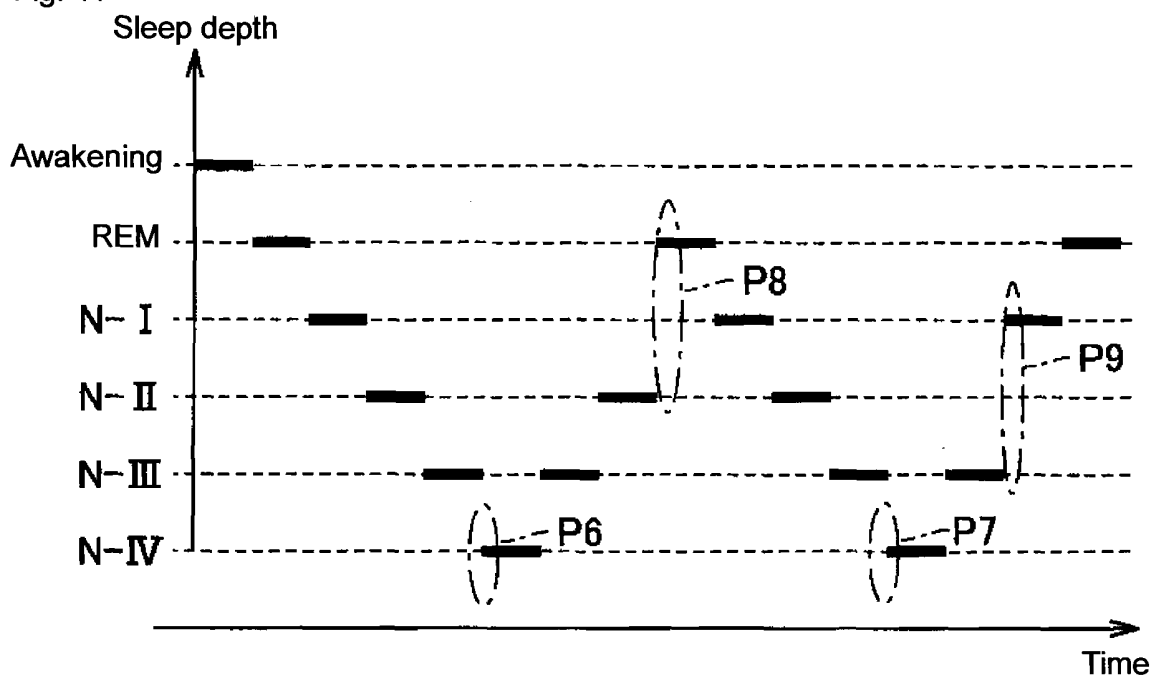 Sleep depth
Awakening
REM
N-I
N-II
N-III
N-IV
P8
P9
P6
P7
Time